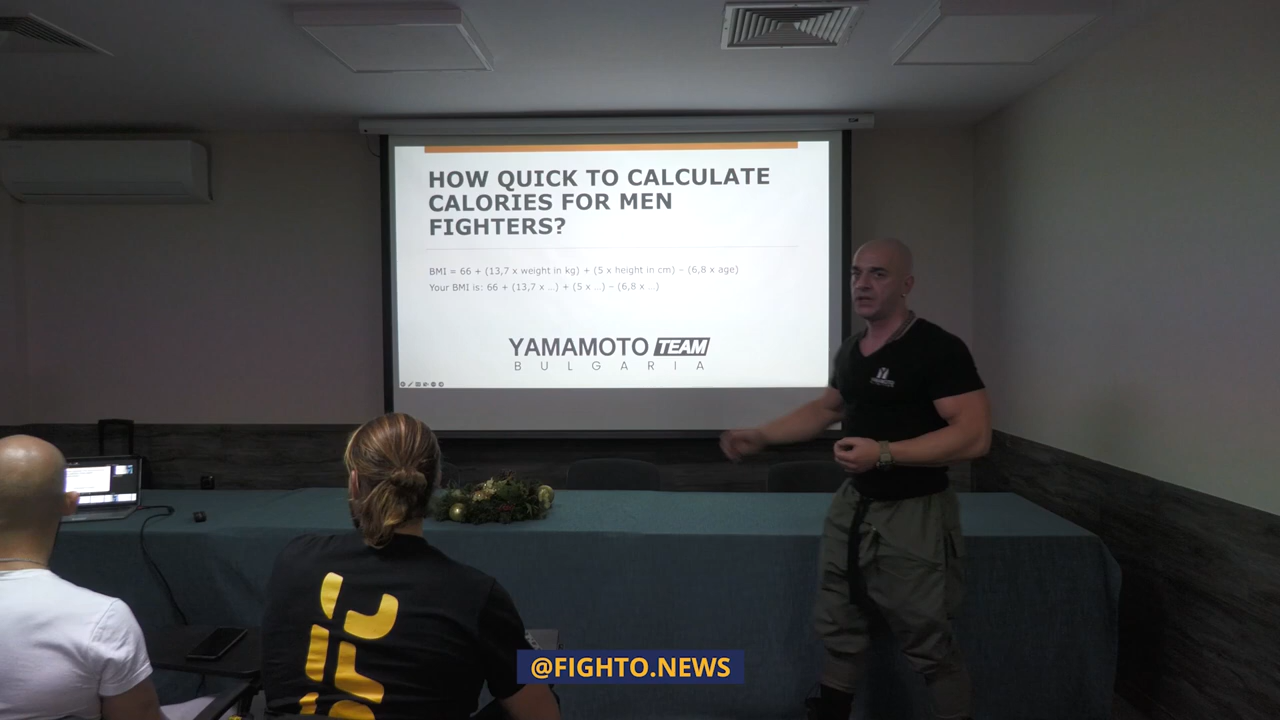 HOW QUICK TO CALCULATE
CALORIES FOR MEN
FIGHTERS?
BMI = 66 + (13,7 x weight in kg) + (5 x height in cm) – (6,8 x age)
Your BMI is: 66 + (13,7 x ...) + (5 x ...) – (6,8 x ...)
YAMAMOTO TEAM
BULGARIA
@FIGHTO.NEWS